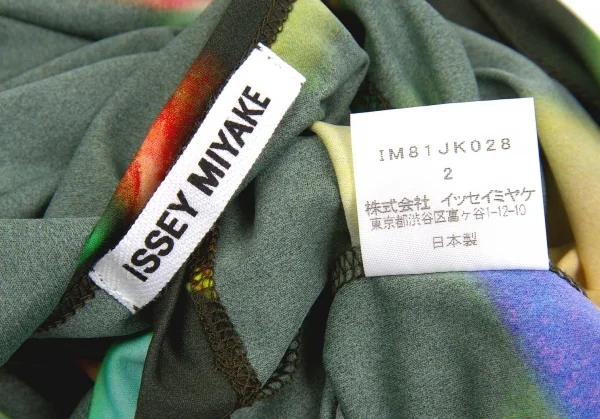 ISSEY MIYAKE
IM81JK028
2
株式会社 イッセイミヤケ
東京都渋谷区富ヶ谷1-12-10
日本製